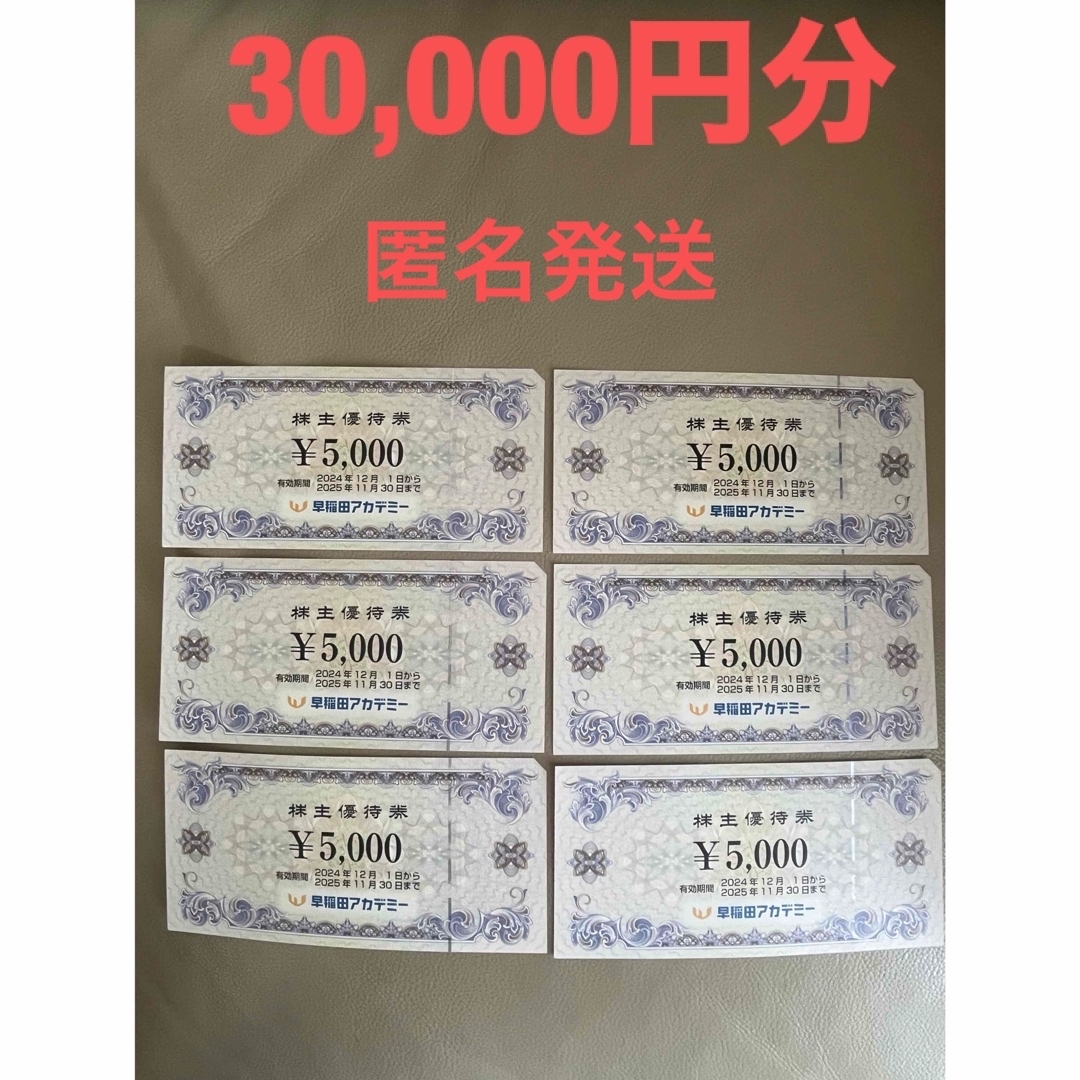 30,000円分
匿名発送
株主優待券
¥5,000
有効期間 2024年12月 1日から
2025年11月30日まで
早稲田アカデミー
株主優待券
¥5,000
有効期間 2024年12月 1日から
2025年11月30日まで
早稲田アカデミー
株主優待券
¥5,000
有効期間 2024年12月 1日から
2025年11月30日まで
早稲田アカデミー
株主優待券
¥5,000
有効期間 2024年12月 1日から
2025年11月30日まで
早稲田アカデミー
株主優待券
¥5,000
有効期間 2024年12月 1日から
2025年11月30日まで
早稲田アカデミー
株主優待券
¥5,000
有効期間 2024年12月 1日から
2025年11月30日まで
早稲田アカデミー